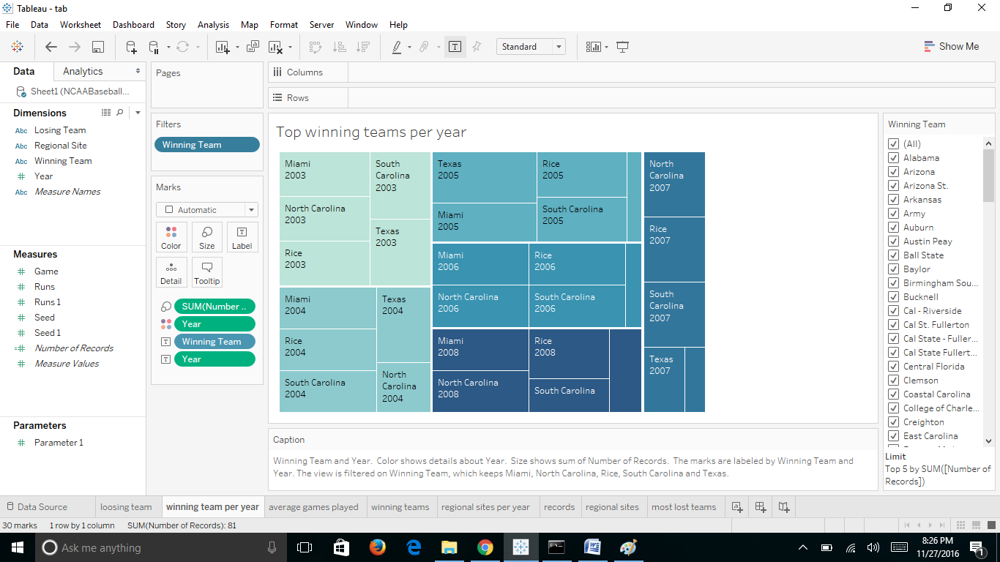 Tableau - tab
File Data Worksheet Dashboard Story Analysis Map Format Server Window Help
Standard
Show Me
Data Analytics
Sheet1 (NCAABaseball...
Dimensions
Abc Losing Team
Abc Regional Site
Abc Winning Team
# Year
Abc Measure Names
Measures
# Game
# Runs
# Runs 1
# Seed
# Seed 1
=# Number of Records
# Measure Values
Parameters
# Parameter 1
Pages
Filters
Winning Team
Marks
Automatic
Color Size Label
Detail Tooltip
SUM(Number ..
Year
Winning Team
Year
Columns
Rows
Top winning teams per year
Miami
2003
North Carolina
2003
Rice
2003
South
Carolina
2003
Texas
2003
Miami
2004
Rice
2004
South Carolina
2004
Texas
2004
North
Carolina
2004
Texas
2005
Miami
2005
Rice
2005
South Carolina
2005
Miami
2006
North Carolina
2006
Rice
2006
South Carolina
2006
Miami
2008
North Carolina
2008
Rice
2008
South Carolina
North
Carolina
2007
Rice
2007
South
Carolina
2007
Texas
2007
Caption
Winning Team and Year. Color shows details about Year. Size shows sum of Number of Records. The marks are labeled by Winning Team and
Year. The view is filtered on Winning Team, which keeps Miami, North Carolina, Rice, South Carolina and Texas.
Winning Team
(All)
Alabama
Arizona
Arizona St.
Arkansas
Army
Auburn
Austin Peay
Ball State
Baylor
Birmingham Sou...
Bucknell
Cal - Riverside
Cal St. Fullerton
Cal State - Fuller...
Cal State Fullert...
Central Florida
Clemson
Coastal Carolina
College of Charle...
Creighton
East Carolina
Limit
Top 5 by SUM([Number of
Records])
Data Source loosing team winning team per year average games played winning teams regional sites per year records regional sites most lost teams
30 marks 1 row by 1 column SUM(Number of Records): 81
Ask me anything
8:26 PM
11/27/2016
1